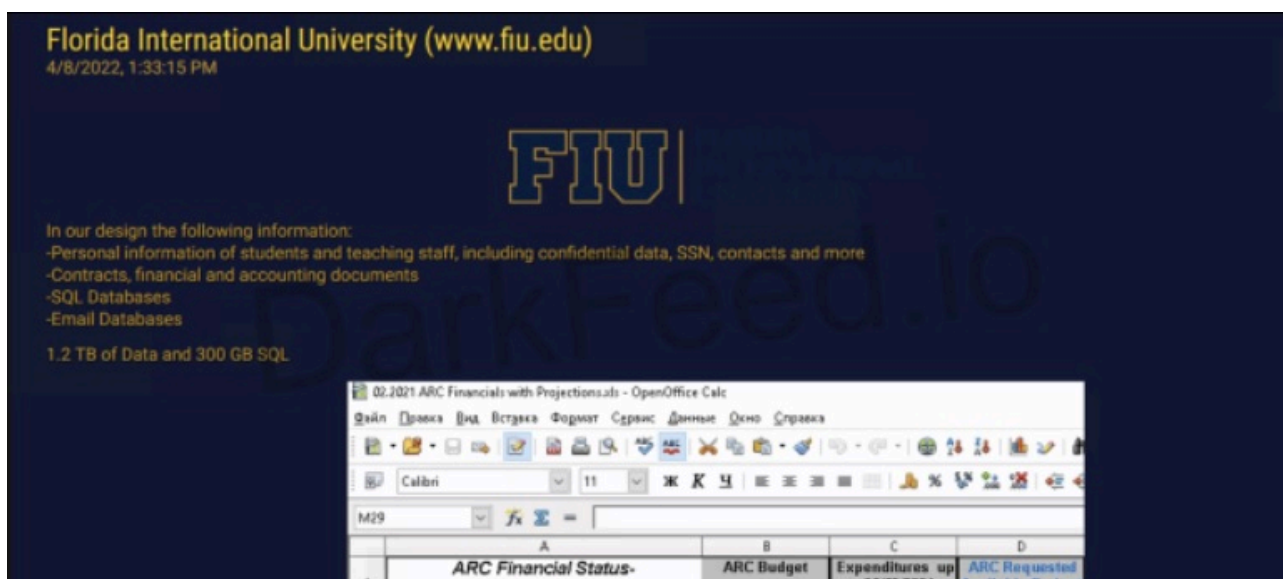 Florida International University (www.fiu.edu)
4/8/2022, 1:33:15 PM
FIU
In our design the following information:
-Personal information of students and teaching staff, including confidential data, SSN, contacts and more
-Contracts, financial and accounting documents
-SQL Databases
-Email Databases
1.2 TB of Data and 300 GB SQL
DarkFeed.io
02.2021 ARC Financials with Projections.xls - OpenOffice Calc
Файл Правка Вид Вставка Формат Сервис Данные Окно Справка
Calibri 11 Ж К Ч
M29
A B C D
ARC Financial Status- ARC Budget Expenditures up ARC Requested